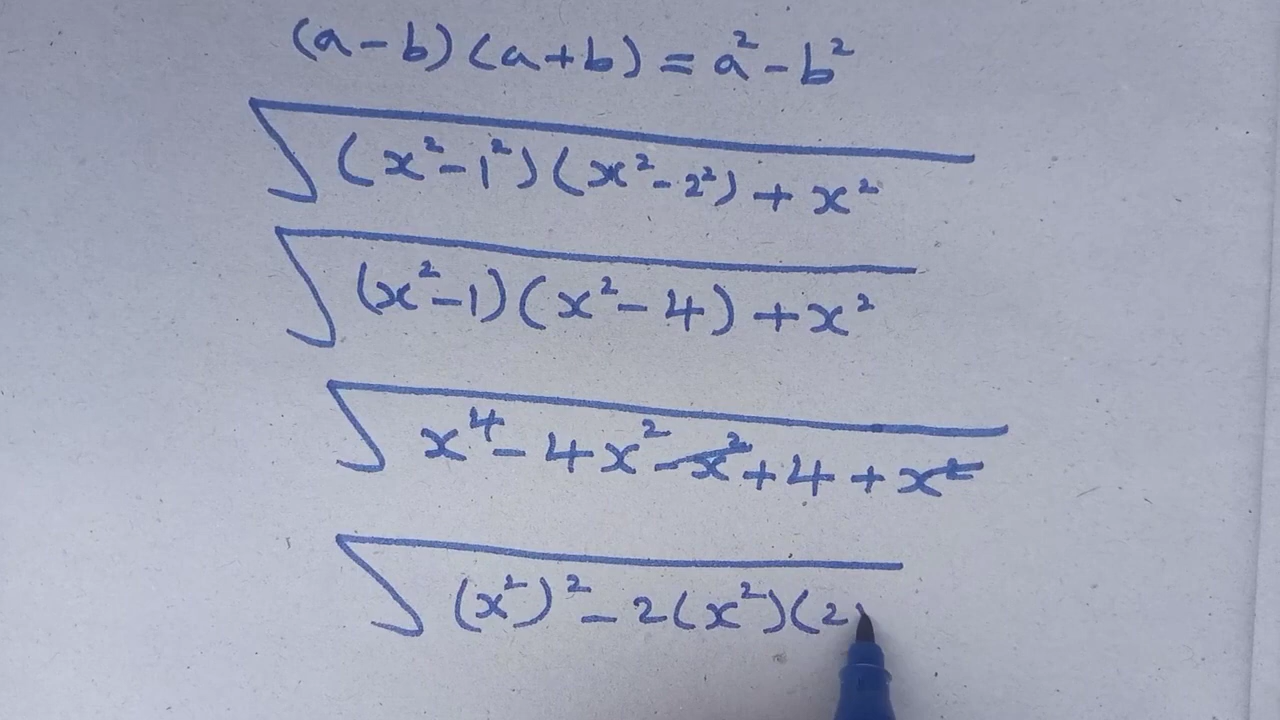 (a-b)(a+b) = a²-b²
√(x²-1²)(x²-2²) + x²
√(x²-1)(x²-4) + x²
√x⁴-4x²-x²+4+x²
√(x²)²-2(x²)(2)